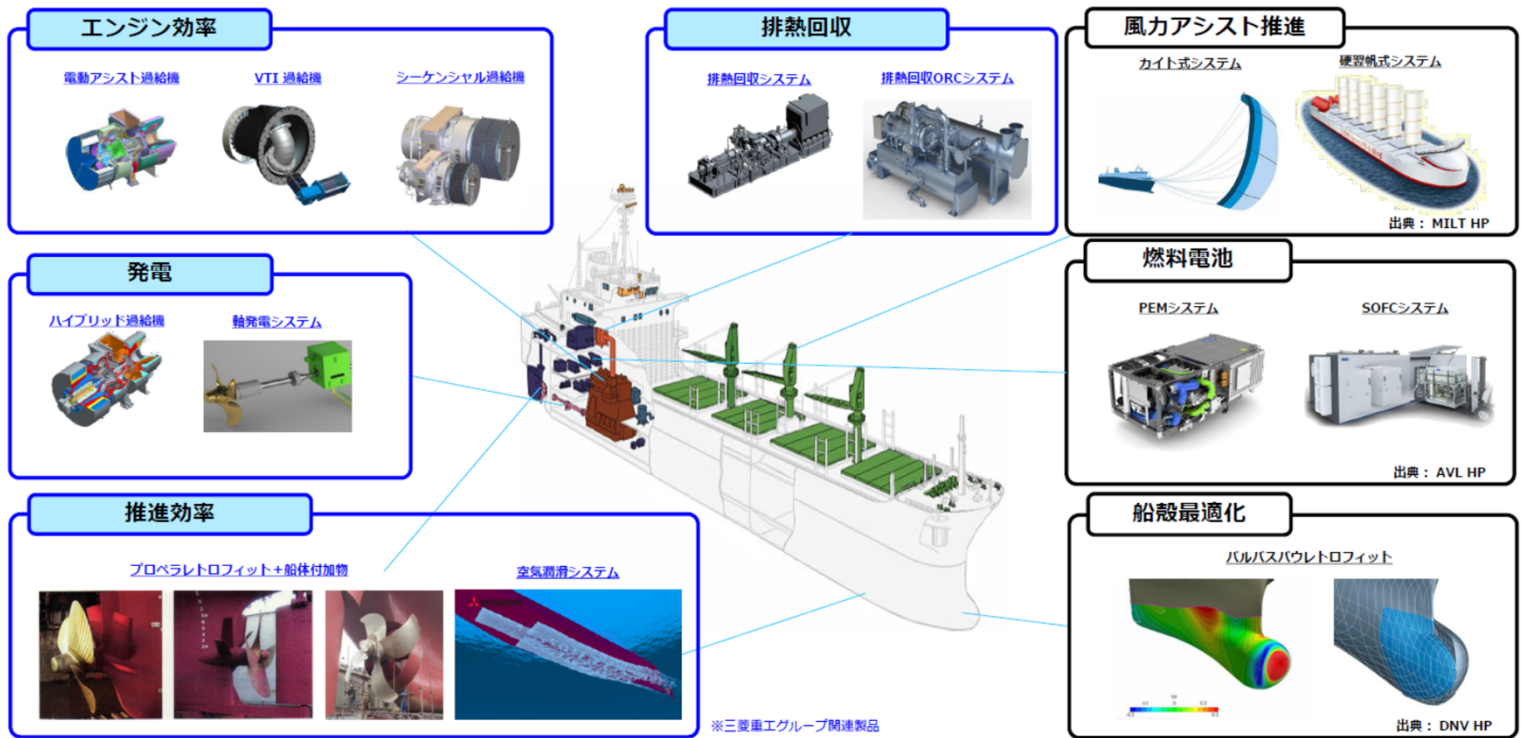 エンジン効率
電動アシスト過給機
VTI 過給機
シーケンシャル過給機
排熱回収
排熱回収システム
排熱回収ORCシステム
風力アシスト推進
カイト式システム
硬翼帆式システム
出典： MILT HP
発電
ハイブリッド過給機
軸発電システム
燃料電池
PEMシステム
SOFCシステム
出典： AVL HP
推進効率
プロペラレトロフィット＋船体付加物
空気潤滑システム
※三菱重工グループ関連製品
船殻最適化
バルバスバウレトロフィット
出典： DNV HP